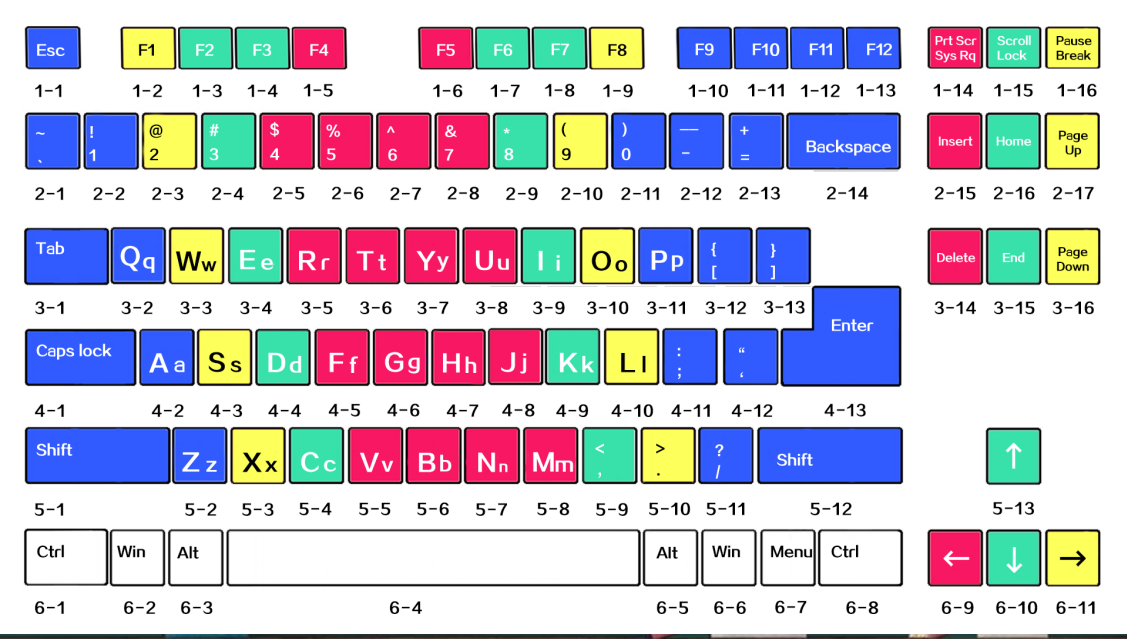 Esc F1 F2 F3 F4 F5 F6 F7 F8 F9 F10 F11 F12 Prt Scr Scroll Pause
Sys Rq Lock Break
1-1 1-2 1-3 1-4 1-5 1-6 1-7 1-8 1-9 1-10 1-11 1-12 1-13 1-14 1-15 1-16
~ ! @ # $ % ^ & * ( ) — + Backspace Insert Home Page
` 1 2 3 4 5 6 7 8 9 0 - = Up
2-1 2-2 2-3 2-4 2-5 2-6 2-7 2-8 2-9 2-10 2-11 2-12 2-13 2-14 2-15 2-16 2-17
Tab Qq Ww Ee Rr Tt Yy Uu Ii Oo Pp { } Delete End Page
[ ] Down
3-1 3-2 3-3 3-4 3-5 3-6 3-7 3-8 3-9 3-10 3-11 3-12 3-13 3-14 3-15 3-16
Caps lock Aa Ss Dd Ff Gg Hh Jj Kk Ll : “ Enter
; ‘
4-1 4-2 4-3 4-4 4-5 4-6 4-7 4-8 4-9 4-10 4-11 4-12 4-13
Shift Zz Xx Cc Vv Bb Nn Mm < > ? Shift ↑
, . /
5-1 5-2 5-3 5-4 5-5 5-6 5-7 5-8 5-9 5-10 5-11 5-12 5-13
Ctrl Win Alt Alt Win Menu Ctrl ← ↓ →
6-1 6-2 6-3 6-4 6-5 6-6 6-7 6-8 6-9 6-10 6-11